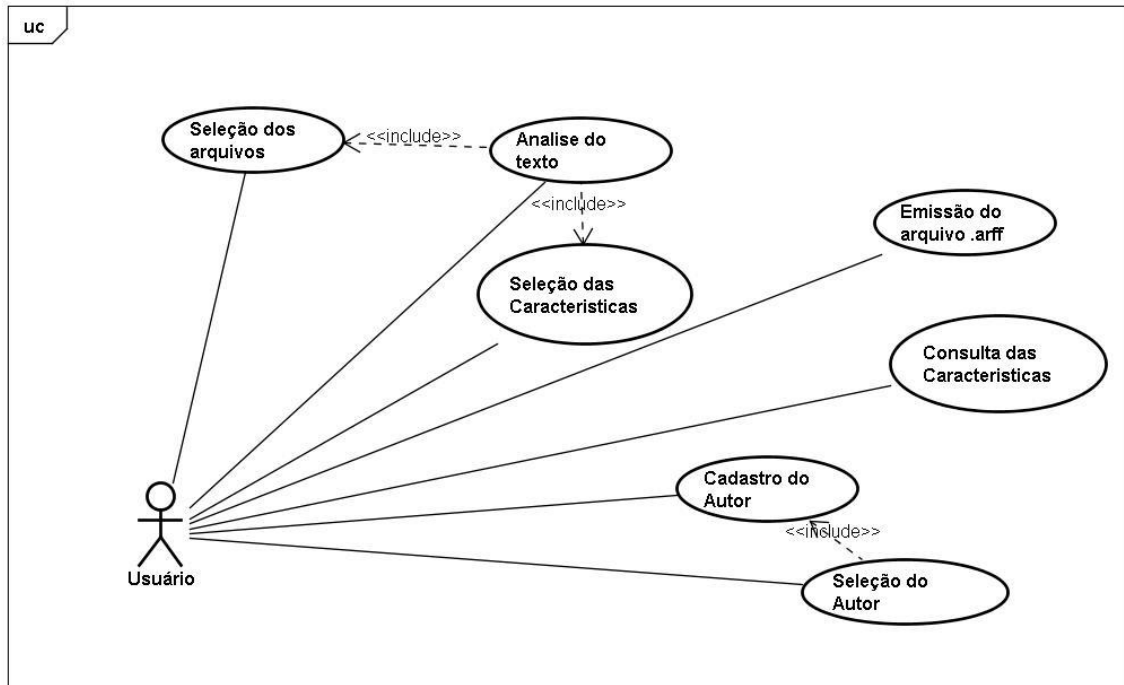 uc
Seleção dos
arquivos
<<include>>
Analise do
texto
<<include>>
Seleção das
Caracteristicas
Emissão do
arquivo .arff
Consulta das
Caracteristicas
Cadastro do
Autor
<<include>>
Seleção do
Autor
Usuário